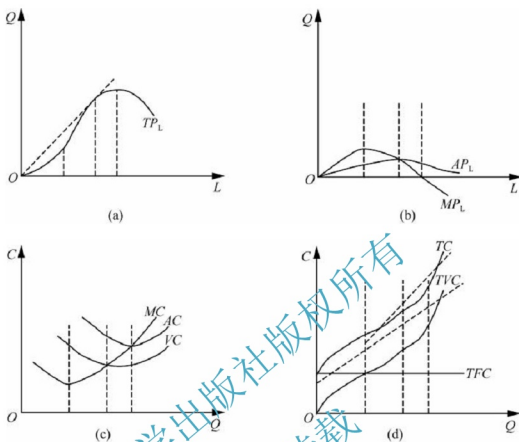 Q
TP_L
O
L
(a)
Q
AP_L
O
L
MP_L
(b)
C
MC
AC
VC
O
Q
(c)
C
TC
TVC
TFC
O
Q
(d)
学出版社版权所有
载